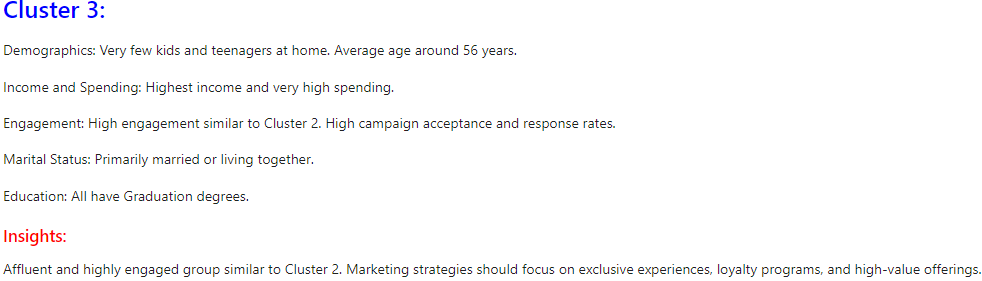 Cluster 3:
Demographics: Very few kids and teenagers at home. Average age around 56 years.
Income and Spending: Highest income and very high spending.
Engagement: High engagement similar to Cluster 2. High campaign acceptance and response rates.
Marital Status: Primarily married or living together.
Education: All have Graduation degrees.
Insights:
Affluent and highly engaged group similar to Cluster 2. Marketing strategies should focus on exclusive experiences, loyalty programs, and high-value offerings.